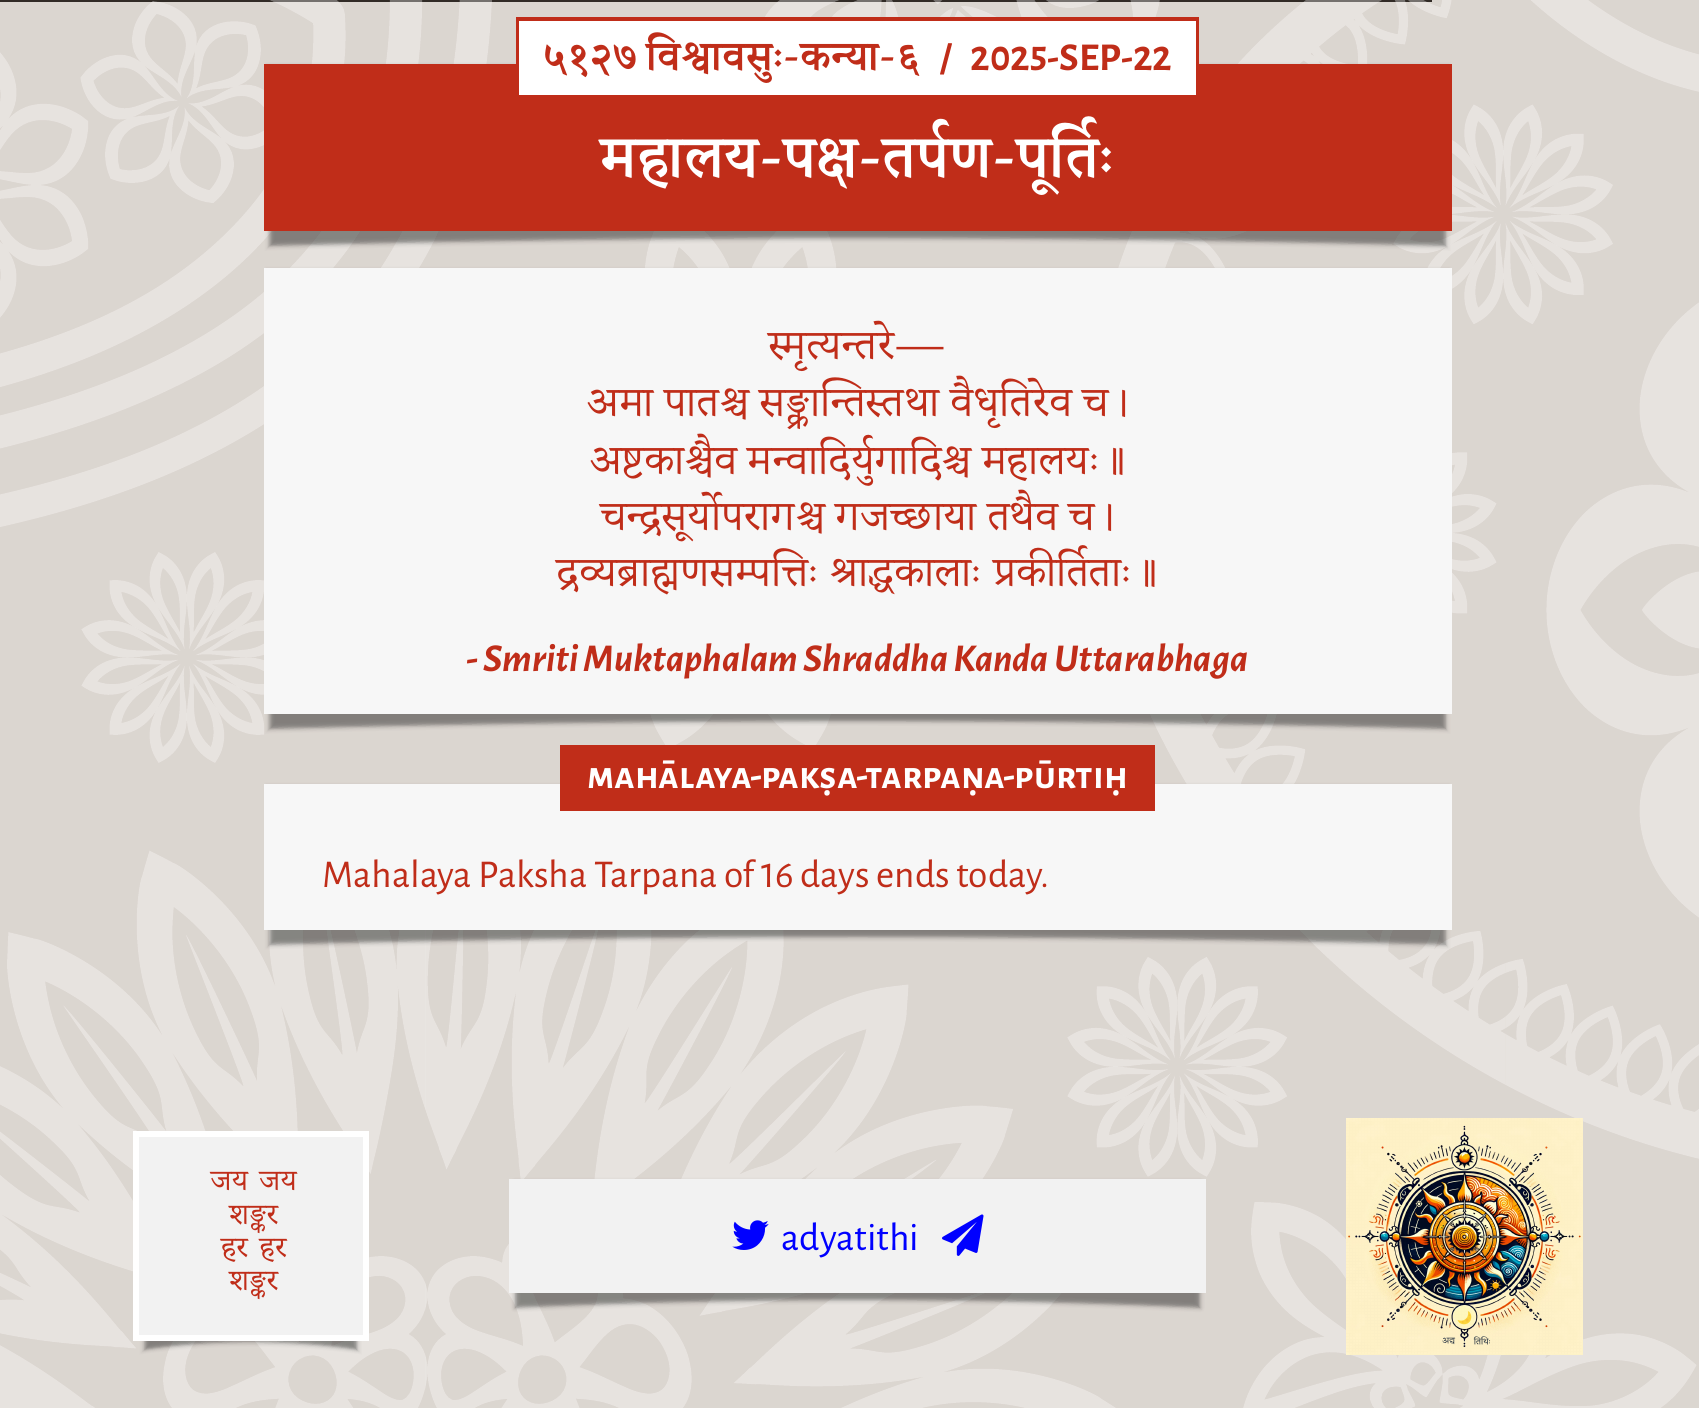 ५१२७ विश्वावसुः-कन्या-६ / 2025-SEP-22
महालय-पक्ष-तर्पण-पूर्तिः
स्मृत्यन्तरे—
अमा पातश्च सङ्क्रान्तिस्तथा वैधृतिरेव च।
अष्टकाश्चैव मन्वादिर्युगादिश्च महालयः॥
चन्द्रसूर्योपरागश्च गजच्छाया तथैव च।
द्रव्यब्राह्मणसम्पत्तिः श्राद्धकालाः प्रकीर्तिताः॥
- Smriti Muktaphalam Shraddha Kanda Uttarabhaga
MAHĀLAYA-PAKṢA-TARPAṆA-PŪRTIḤ
Mahalaya Paksha Tarpana of 16 days ends today.
जय जय
शङ्कर
हर हर
शङ्कर
adyatithi
अद्य तिथिः